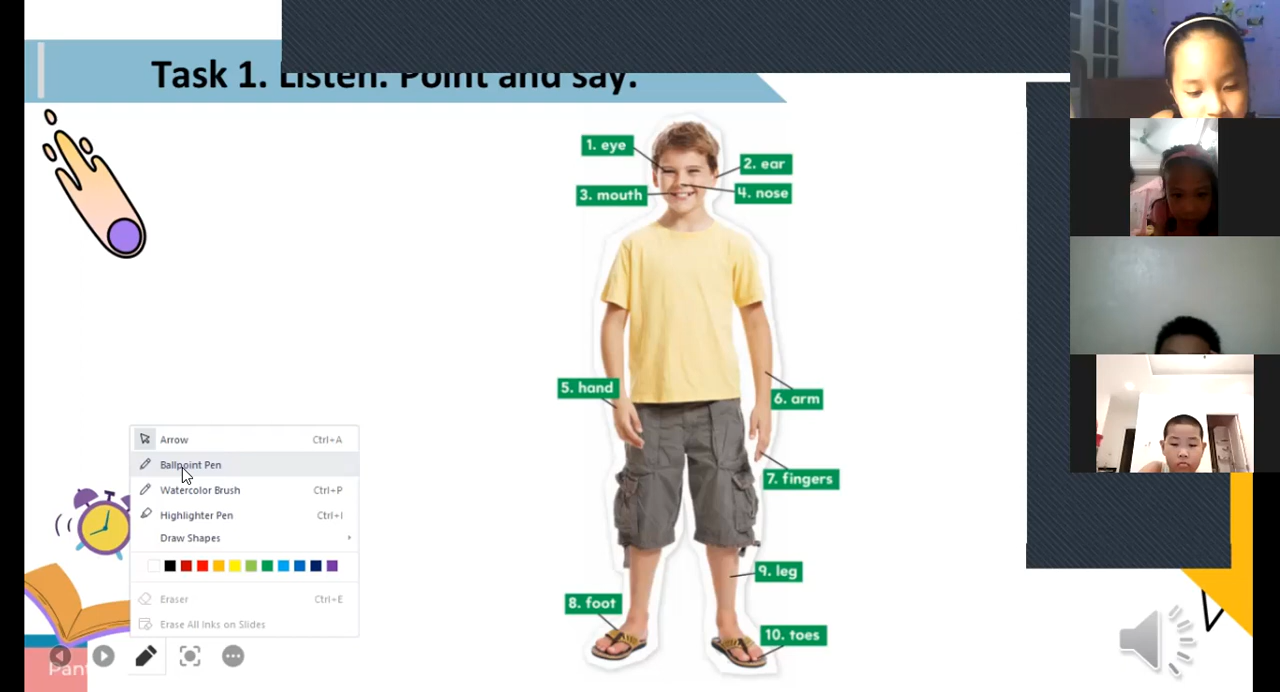 Task 1. Listen. Point and say.
1. eye
2. ear
3. mouth
4. nose
5. hand
6. arm
7. fingers
9. leg
8. foot
10. toes
Arrow Ctrl+A
Ballpoint Pen
Watercolor Brush Ctrl+P
Highlighter Pen Ctrl+I
Draw Shapes
Eraser Ctrl+E
Erase All Inks on Slides